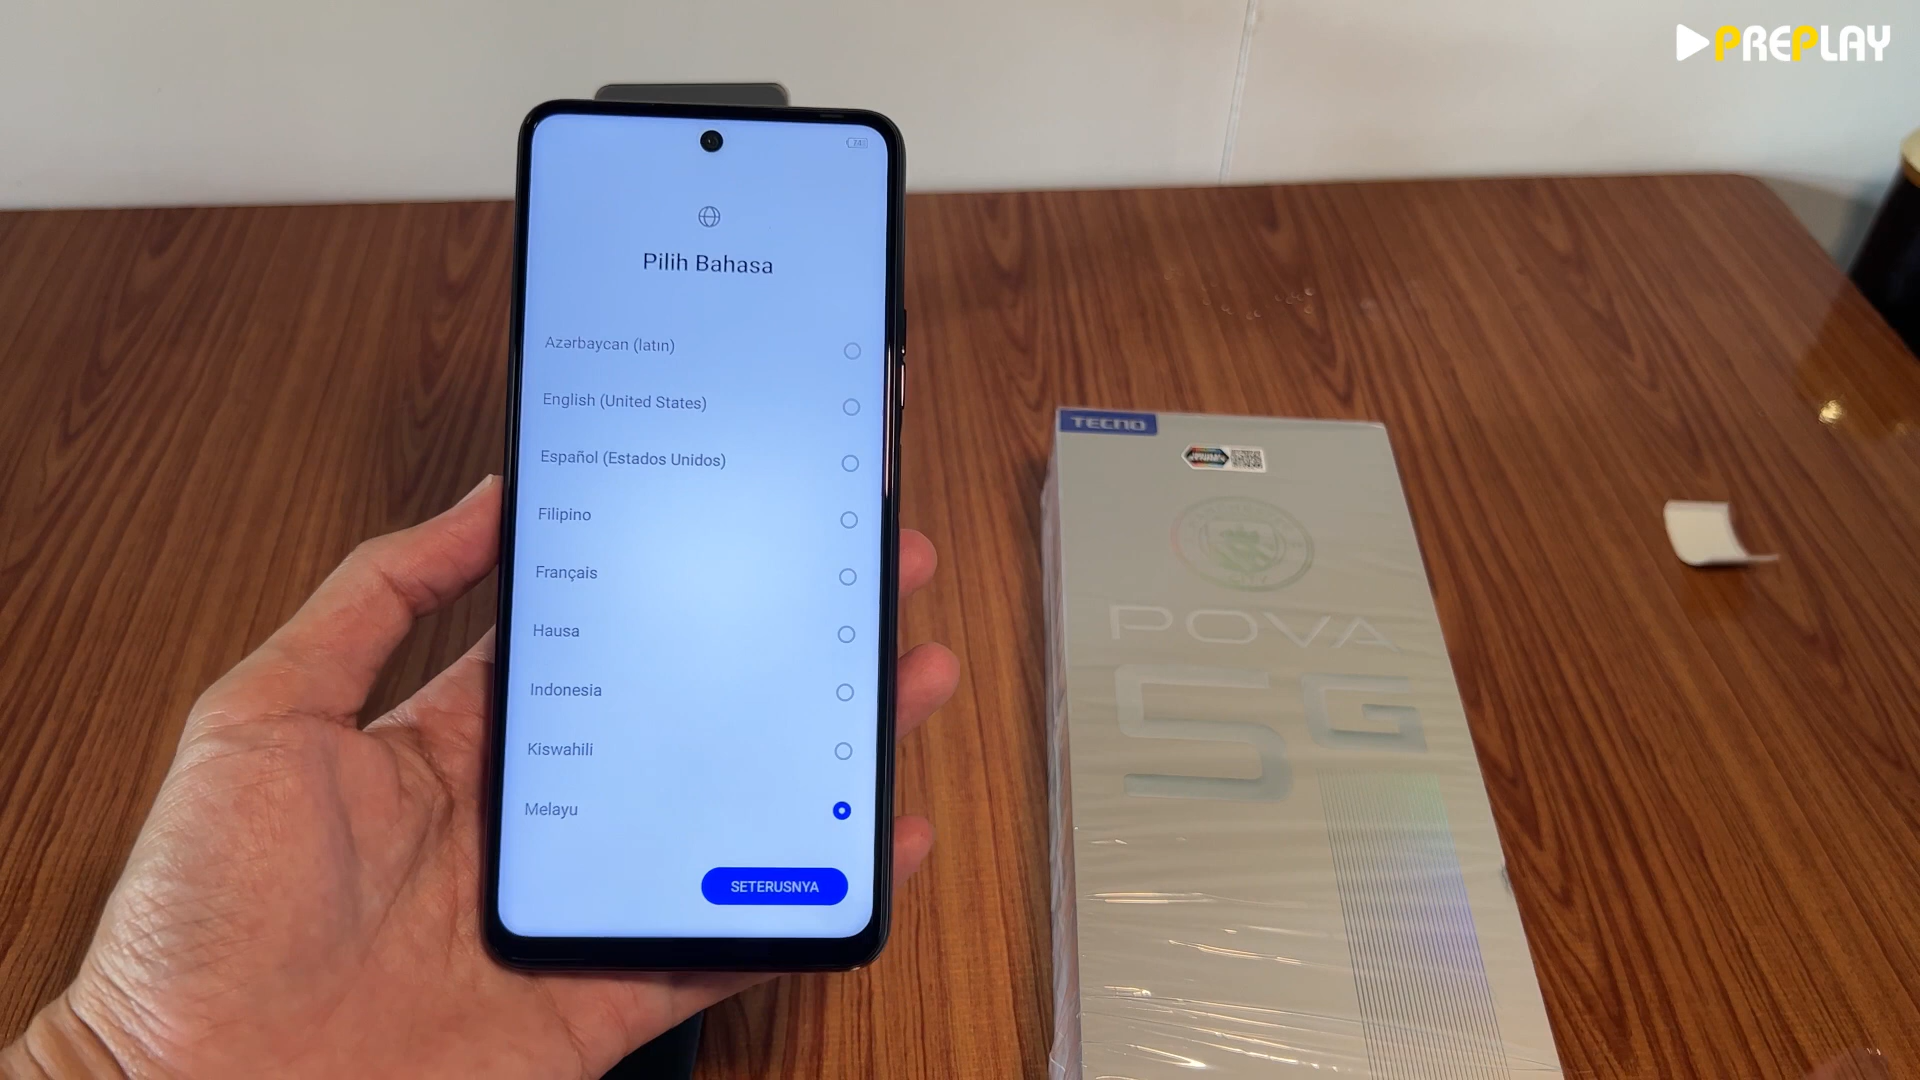 PREPLAY
Pilih Bahasa
Azərbaycan (latın)
English (United States)
Español (Estados Unidos)
Filipino
Français
Hausa
Indonesia
Kiswahili
Melayu
SETERUSNYA
TECNO
CITY
POVA
5G